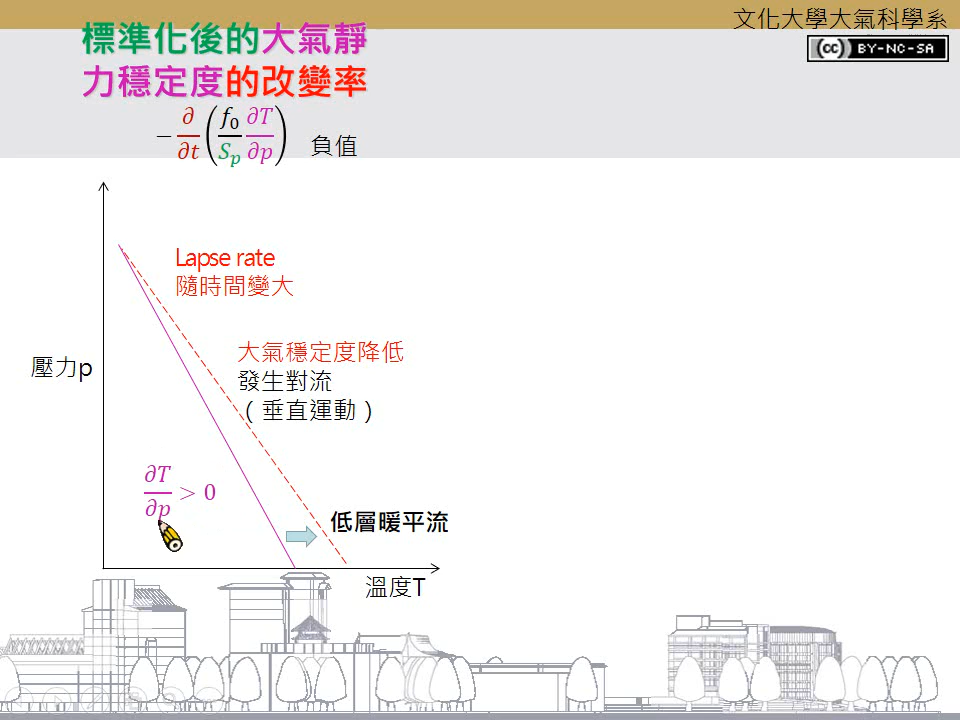 文化大學大氣科學系
(cc) BY-NC-SA
標準化後的大氣靜
力穩定度的改變率
−∂/∂t (f₀/Sₚ ∂T/∂p) 負值
Lapse rate
隨時間變大
大氣穩定度降低
發生對流
（垂直運動）
壓力p
∂T/∂p > 0
低層暖平流
溫度T